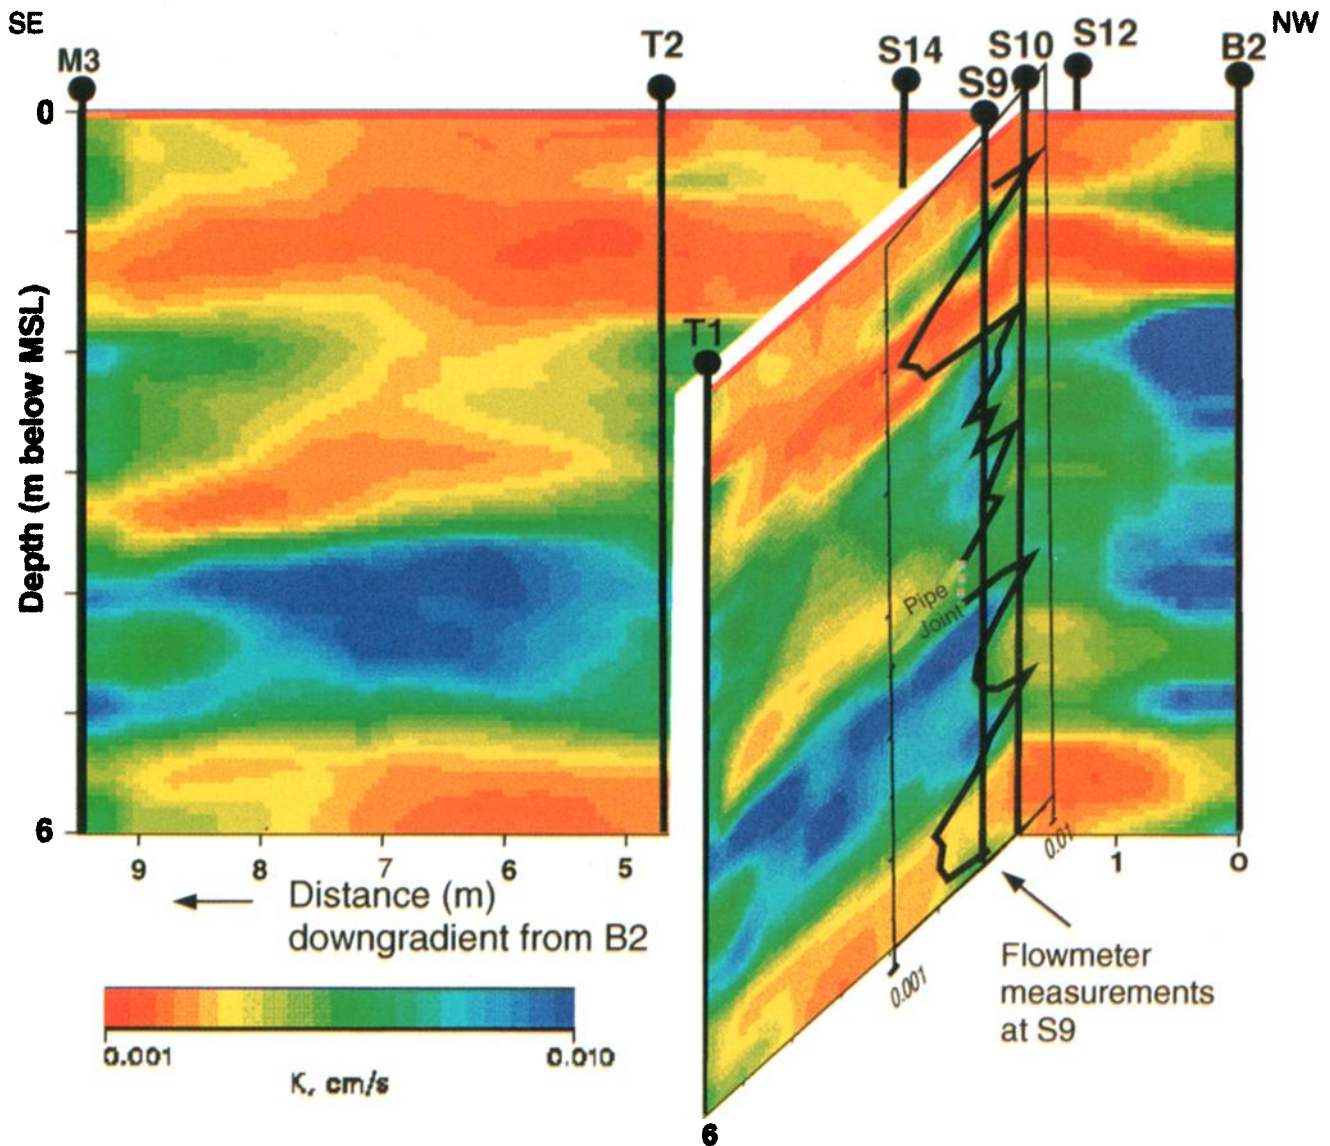 SE
NW
M3
T2
S14
S9
S10
S12
B2
0
T1
Depth (m below MSL)
Pipe
Joint
6
9
8
7
6
5
1
0
0.01
0.001
Distance (m)
downgradient from B2
Flowmeter
measurements
at S9
0.001
0.010
K, cm/s
6